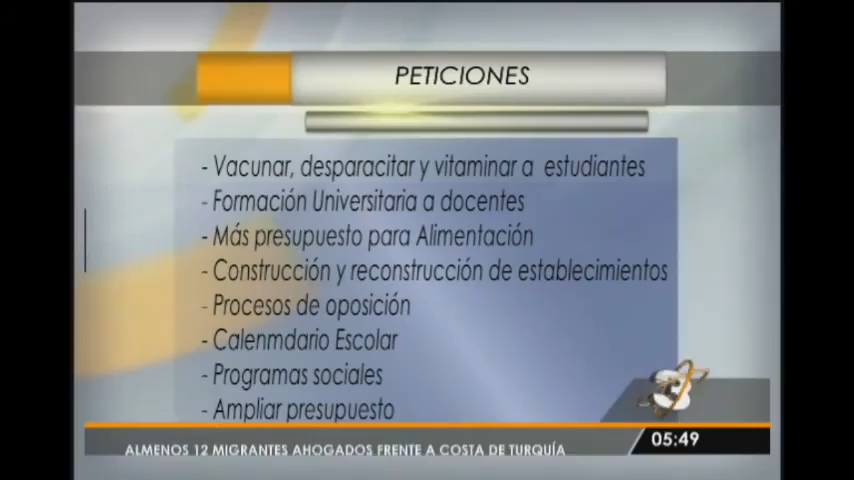 PETICIONES
- Vacunar, desparacitar y vitaminar a estudiantes
- Formación Universitaria a docentes
- Más presupuesto para Alimentación
- Construcción y reconstrucción de establecimientos
- Procesos de oposición
- Calenmdario Escolar
- Programas sociales
- Ampliar presupuesto
3
05:49
ALMENOS 12 MIGRANTES AHOGADOS FRENTE A COSTA DE TURQUÍA